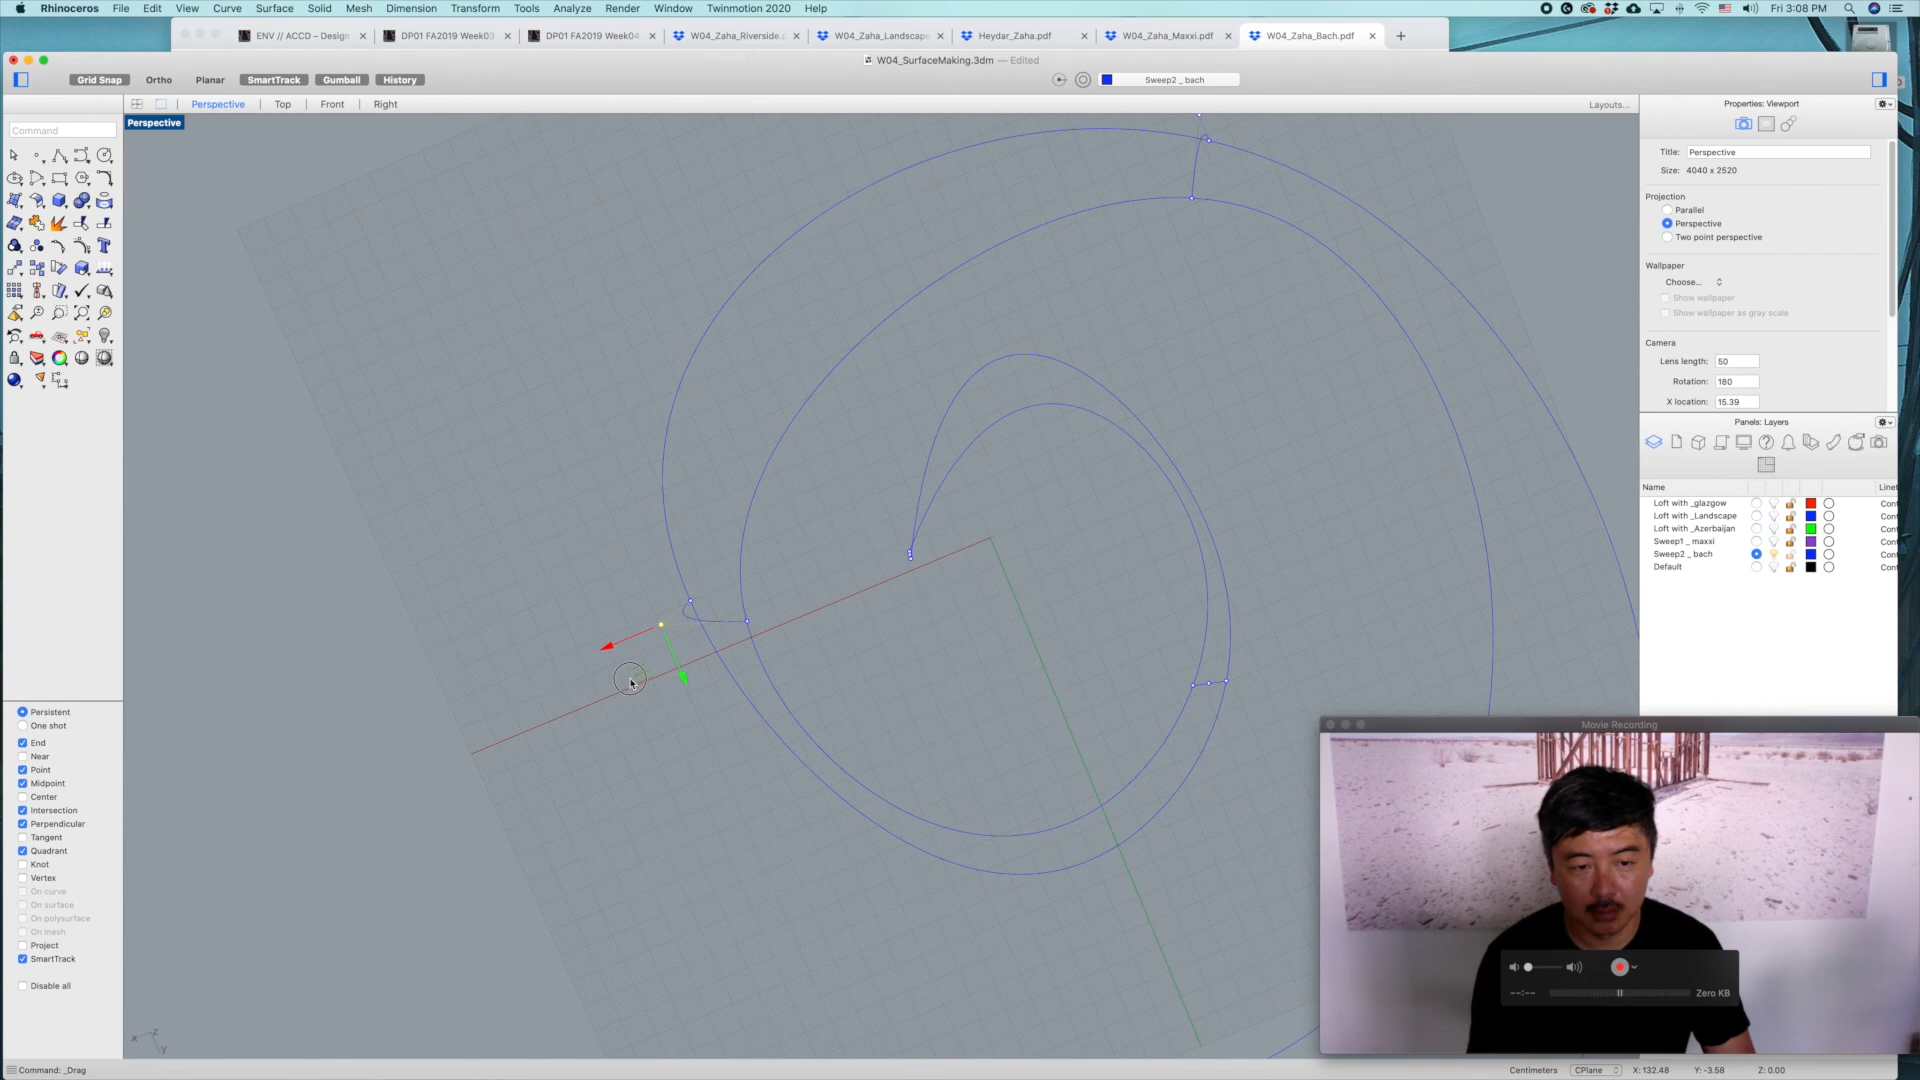 Rhinoceros File Edit View Curve Surface Solid Mesh Dimension Transform Tools Analyze Render Window Twinmotion 2020 Help Fri 3:08 PM
ENV // ACCD – Design DP01 FA2019 Week03 DP01 FA2019 Week04 W04_Zaha_Riverside.p W04_Zaha_Landscape Heydar_Zaha.pdf W04_Zaha_Maxxi.pdf W04_Zaha_Bach.pdf
W04_SurfaceMaking.3dm — Edited
Grid Snap Ortho Planar SmartTrack Gumball History Sweep2 _ bach
Perspective Top Front Right Layouts...
Perspective
Command
Persistent
One shot
End
Near
Point
Midpoint
Center
Intersection
Perpendicular
Tangent
Quadrant
Knot
Vertex
On curve
On surface
On polysurface
On mesh
Project
SmartTrack
Disable all
x z y
Properties: Viewport
Title: Perspective
Size: 4040 x 2520
Projection
Parallel
Perspective
Two point perspective
Wallpaper
Choose...
Show wallpaper
Show wallpaper as gray scale
Camera
Lens length: 50
Rotation: 180
X location: 15.39
Panels: Layers
Name Linet
Loft with _glazgow Cont
Loft with _Landscape Cont
Loft with _Azerbaijan Cont
Sweep1 _ maxxi Cont
Sweep2 _ bach Cont
Default Cont
Movie Recording
--:-- Zero KB
Command: _Drag Centimeters CPlane X: 132.48 Y: -3.58 Z: 0.00